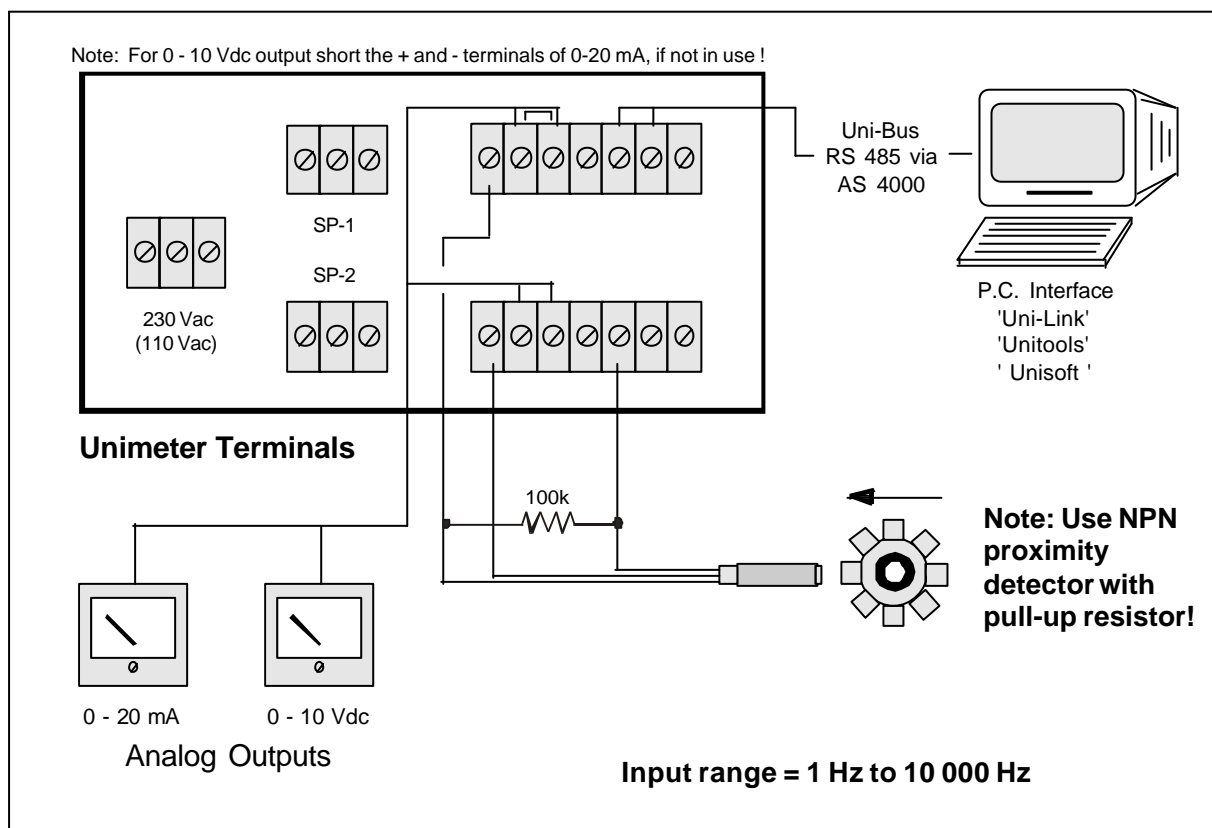 Note: For 0 - 10 Vdc output short the + and - terminals of 0-20 mA, if not in use !
Uni-Bus
RS 485 via
AS 4000
SP-1
SP-2
230 Vac
(110 Vac)
P.C. Interface
'Uni-Link'
'Unitools'
' Unisoft '
Unimeter Terminals
100k
Note: Use NPN
proximity
detector with
pull-up resistor!
0 - 20 mA
0 - 10 Vdc
Analog Outputs
Input range = 1 Hz to 10 000 Hz